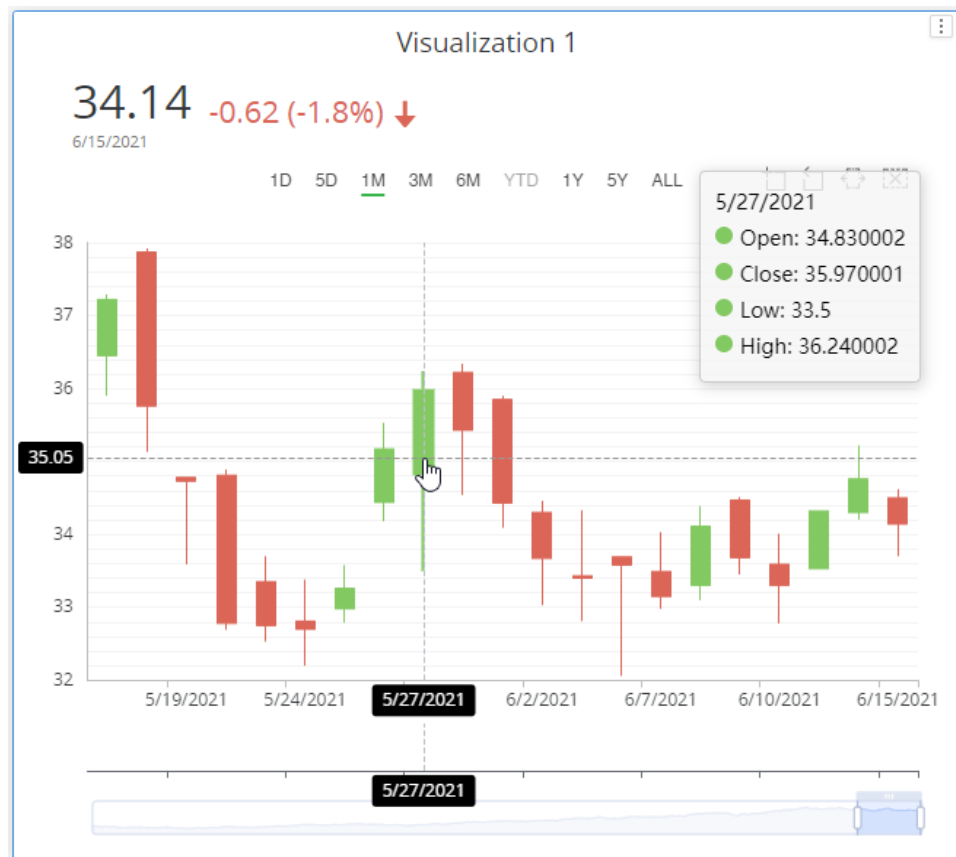 Visualization 1
34.14 -0.62 (-1.8%)
6/15/2021
1D 5D 1M 3M 6M YTD 1Y 5Y ALL
5/27/2021
Open: 34.830002
Close: 35.970001
Low: 33.5
High: 36.240002
38
37
36
35.05
34
33
32
5/19/2021 5/24/2021 5/27/2021 6/2/2021 6/7/2021 6/10/2021 6/15/2021
5/27/2021